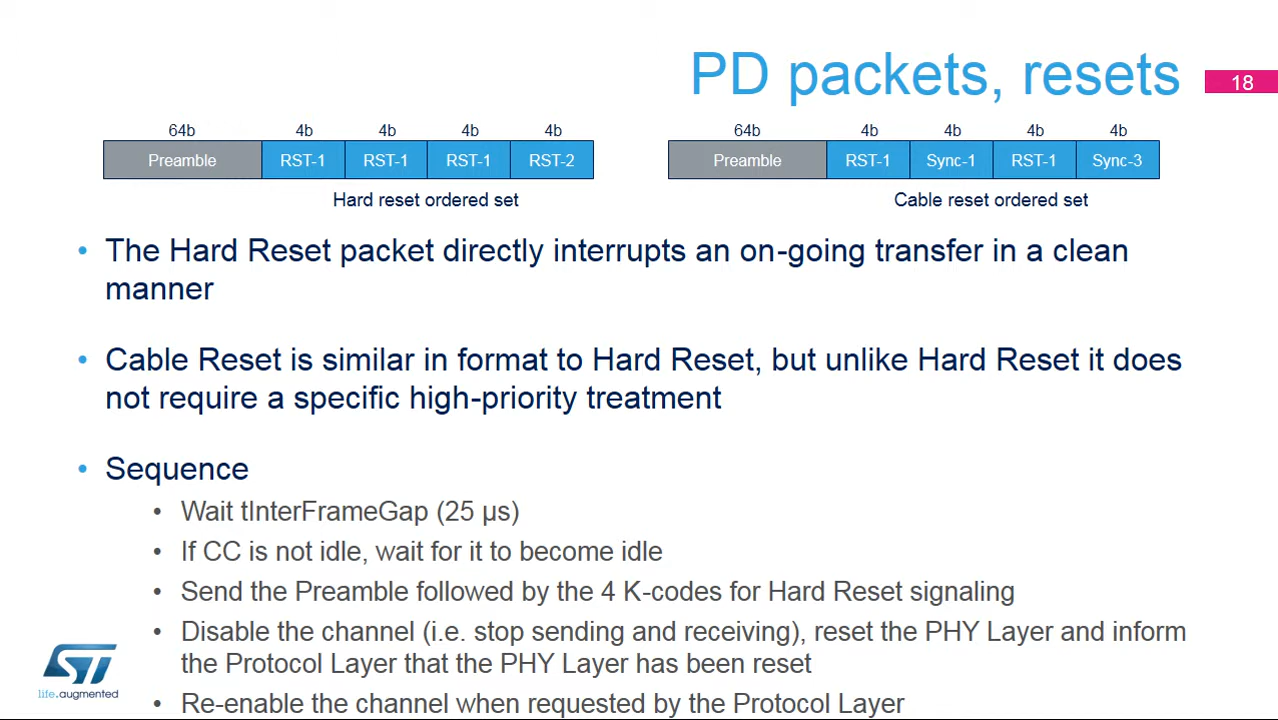 PD packets, resets
18
64b 4b 4b 4b 4b
Preamble RST-1 RST-1 RST-1 RST-2
Hard reset ordered set
64b 4b 4b 4b 4b
Preamble RST-1 Sync-1 RST-1 Sync-3
Cable reset ordered set
• The Hard Reset packet directly interrupts an on-going transfer in a clean
manner
• Cable Reset is similar in format to Hard Reset, but unlike Hard Reset it does
not require a specific high-priority treatment
• Sequence
• Wait tInterFrameGap (25 µs)
• If CC is not idle, wait for it to become idle
• Send the Preamble followed by the 4 K-codes for Hard Reset signaling
• Disable the channel (i.e. stop sending and receiving), reset the PHY Layer and inform
the Protocol Layer that the PHY Layer has been reset
• Re-enable the channel when requested by the Protocol Layer
ST
life.augmented